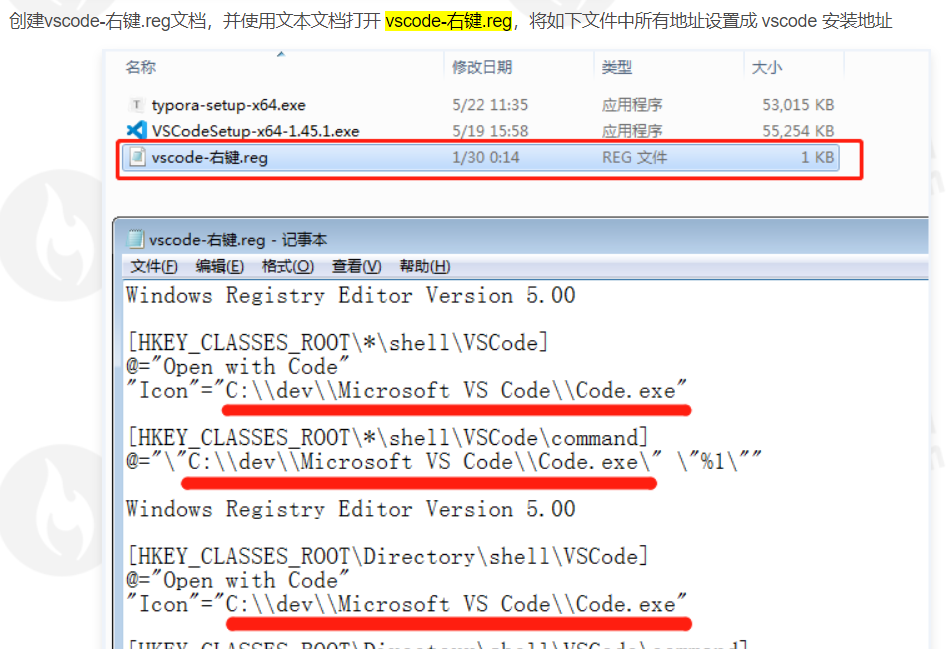 创建vscode-右键.reg文档，并使用文本文档打开 vscode-右键.reg，将如下文件中所有地址设置成 vscode 安装地址
名称 修改日期 类型 大小
typora-setup-x64.exe 5/22 11:35 应用程序 53,015 KB
VSCodeSetup-x64-1.45.1.exe 5/19 15:58 应用程序 55,254 KB
vscode-右键.reg 1/30 0:14 REG 文件 1 KB
vscode-右键.reg - 记事本
文件(F) 编辑(E) 格式(O) 查看(V) 帮助(H)
Windows Registry Editor Version 5.00
[HKEY_CLASSES_ROOT\*\shell\VSCode]
@="Open with Code"
"Icon"="C:\\dev\\Microsoft VS Code\\Code.exe"
[HKEY_CLASSES_ROOT\*\shell\VSCode\command]
@="\"C:\\dev\\Microsoft VS Code\\Code.exe\" \"%1\""
Windows Registry Editor Version 5.00
[HKEY_CLASSES_ROOT\Directory\shell\VSCode]
@="Open with Code"
"Icon"="C:\\dev\\Microsoft VS Code\\Code.exe"
[HKEY_CLASSES_ROOT\Directory\shell\VSCode\command]